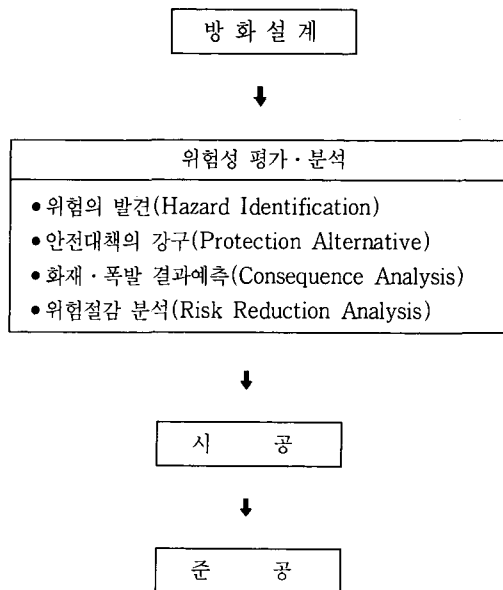 방 화 설 계
위험성 평가 · 분석
● 위험의 발견(Hazard Identification)
● 안전대책의 강구(Protection Alternative)
● 화재 · 폭발 결과예측(Consequence Analysis)
● 위험절감 분석(Risk Reduction Analysis)
시 공
준 공